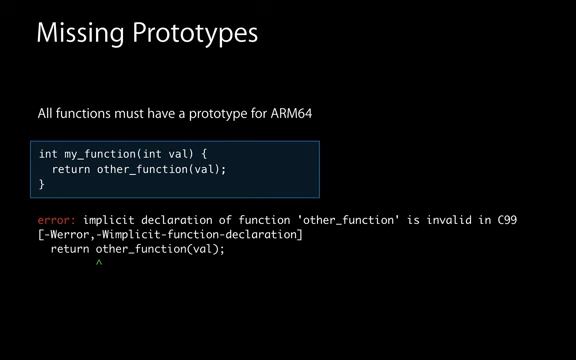 Missing Prototypes
All functions must have a prototype for ARM64
int my_function(int val) {
  return other_function(val);
}
error: implicit declaration of function 'other_function' is invalid in C99
[-Werror,-Wimplicit-function-declaration]
  return other_function(val);
         ^